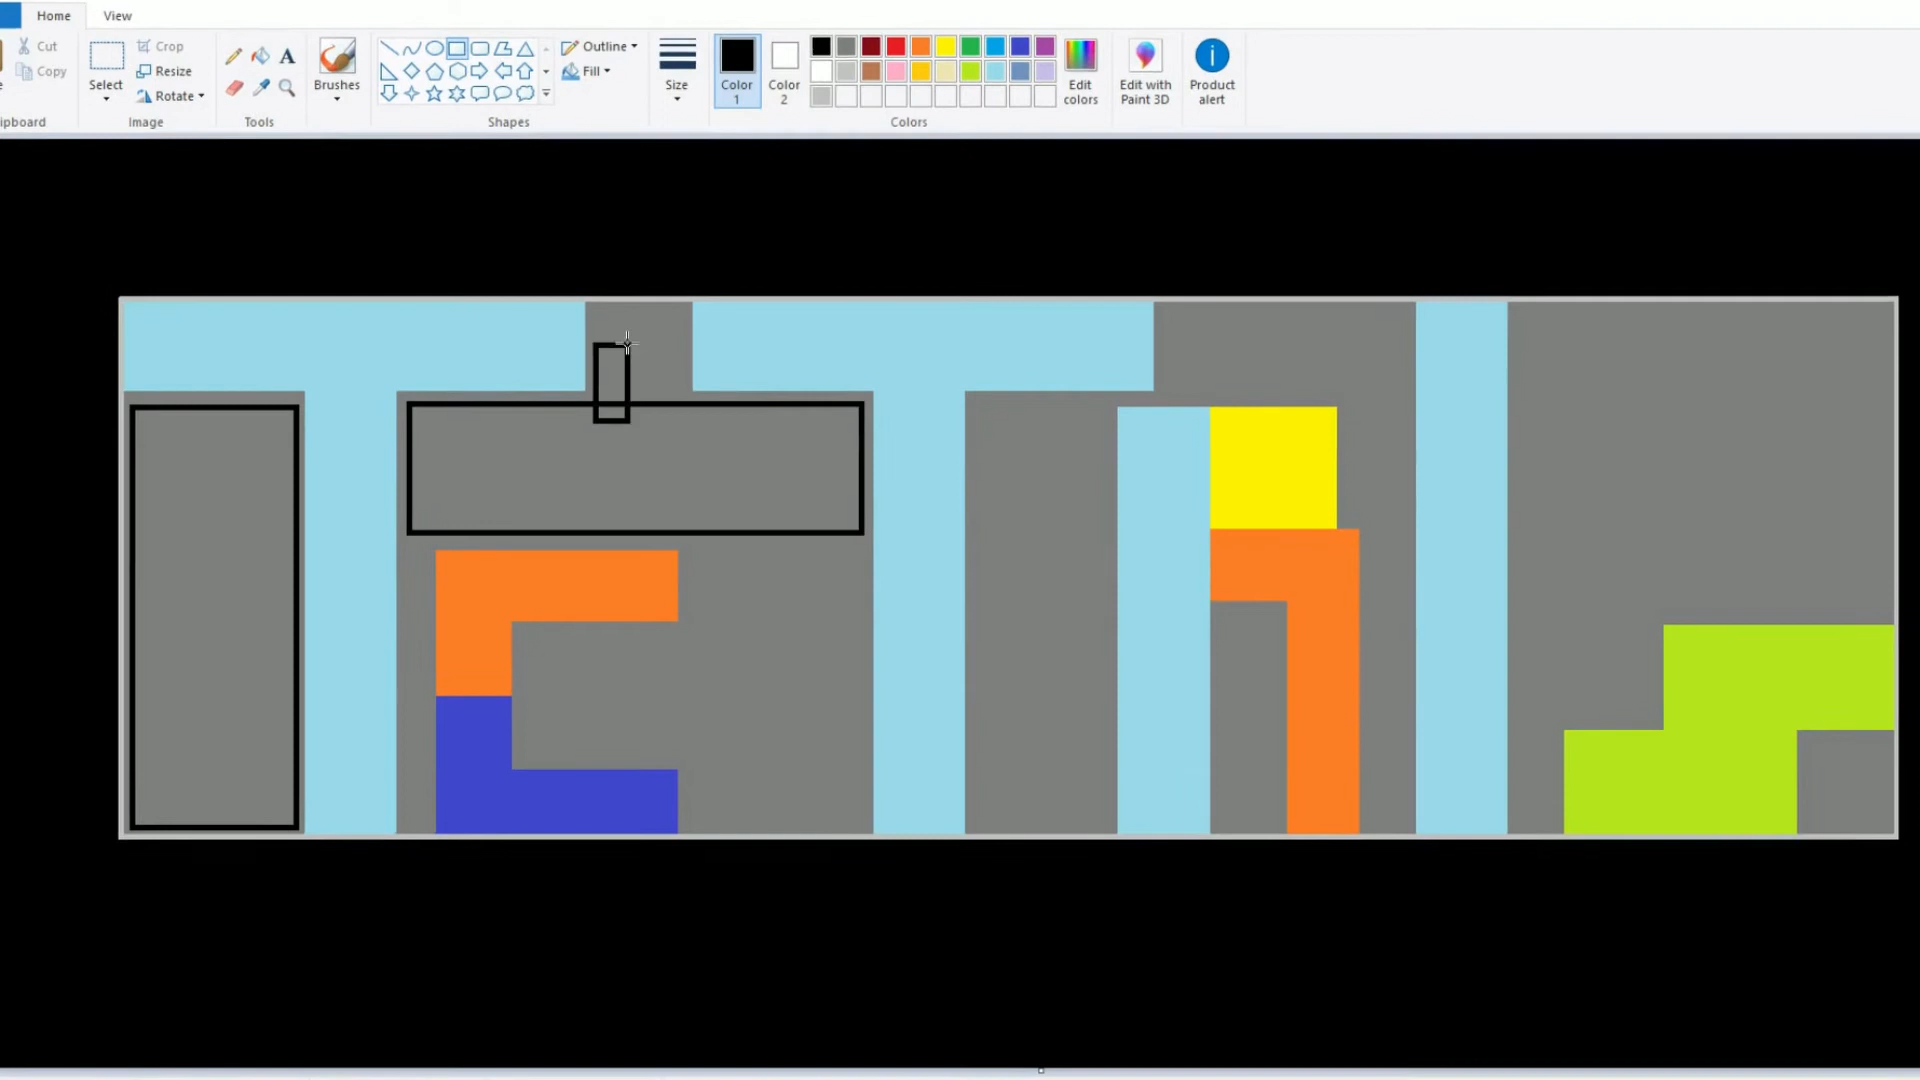 Home View
Cut
Copy
Select
Crop
Resize
Rotate
Brushes
Outline
Fill
Size
Color 1
Color 2
Edit colors
Edit with Paint 3D
Product alert
Image
Tools
Shapes
Colors
TETRIS